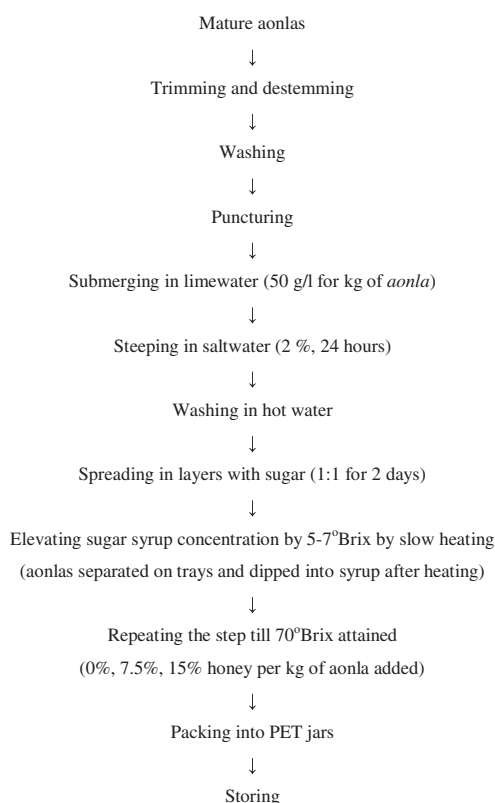 Mature aonlas
↓
Trimming and destemming
↓
Washing
↓
Puncturing
↓
Submerging in limewater (50 g/l for kg of aonla)
↓
Steeping in saltwater (2 %, 24 hours)
↓
Washing in hot water
↓
Spreading in layers with sugar (1:1 for 2 days)
↓
Elevating sugar syrup concentration by 5-7°Brix by slow heating
(aonlas separated on trays and dipped into syrup after heating)
↓
Repeating the step till 70°Brix attained
(0%, 7.5%, 15% honey per kg of aonla added)
↓
Packing into PET jars
↓
Storing